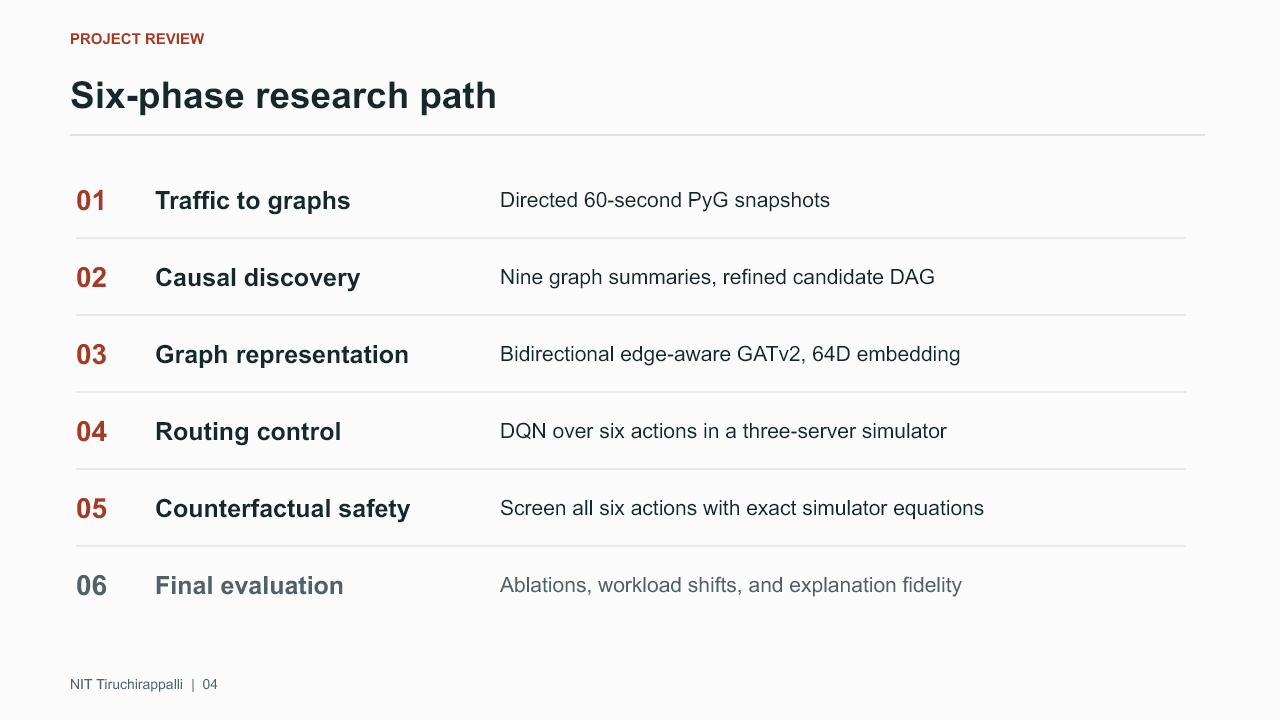 PROJECT REVIEW
Six-phase research path
01 Traffic to graphs Directed 60-second PyG snapshots
02 Causal discovery Nine graph summaries, refined candidate DAG
03 Graph representation Bidirectional edge-aware GATv2, 64D embedding
04 Routing control DQN over six actions in a three-server simulator
05 Counterfactual safety Screen all six actions with exact simulator equations
06 Final evaluation Ablations, workload shifts, and explanation fidelity
NIT Tiruchirappalli | 04